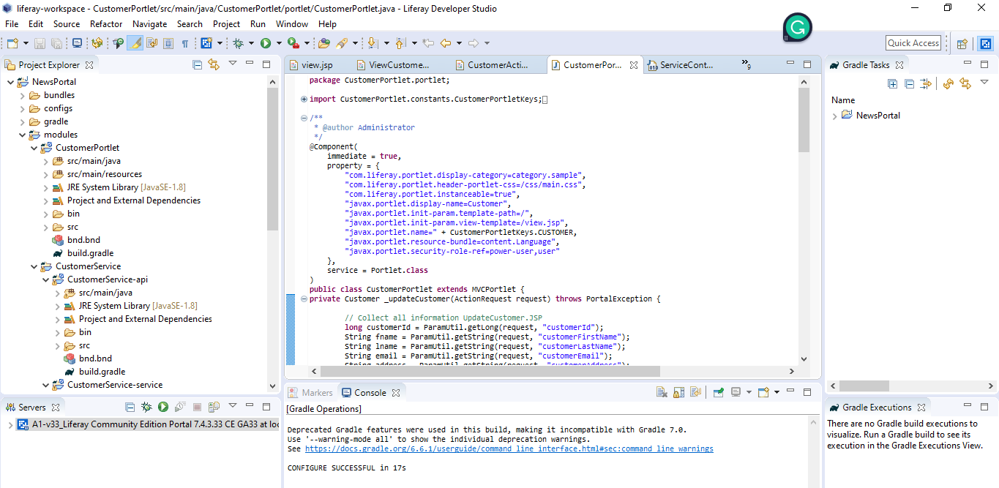 liferay-workspace - CustomerPortlet/src/main/java/CustomerPortlet/portlet/CustomerPortlet.java - Liferay Developer Studio
File Edit Source Refactor Navigate Search Project Run Window Help
Quick Access
Project Explorer
NewsPortal
bundles
configs
gradle
modules
CustomerPortlet
src/main/java
src/main/resources
JRE System Library [JavaSE-1.8]
Project and External Dependencies
bin
src
bnd.bnd
build.gradle
CustomerService
CustomerService-api
src/main/java
JRE System Library [JavaSE-1.8]
Project and External Dependencies
bin
src
bnd.bnd
build.gradle
CustomerService-service
Servers
A1-v33_Liferay Community Edition Portal 7.4.3.33 CE GA33 at loc
view.jsp ViewCustome... CustomerActi... CustomerPor... ServiceCont... »9
package CustomerPortlet.portlet;
import CustomerPortlet.constants.CustomerPortletKeys;
/**
* @author Administrator
*/
@Component(
immediate = true,
property = {
"com.liferay.portlet.display-category=category.sample",
"com.liferay.portlet.header-portlet-css=/css/main.css",
"com.liferay.portlet.instanceable=true",
"javax.portlet.display-name=Customer",
"javax.portlet.init-param.template-path=/",
"javax.portlet.init-param.view-template=/view.jsp",
"javax.portlet.name=" + CustomerPortletKeys.CUSTOMER,
"javax.portlet.resource-bundle=content.Language",
"javax.portlet.security-role-ref=power-user,user"
},
service = Portlet.class
)
public class CustomerPortlet extends MVCPortlet {
private Customer _updateCustomer(ActionRequest request) throws PortalException {
// Collect all information UpdateCustomer.JSP
long customerId = ParamUtil.getLong(request, "customerId");
String fname = ParamUtil.getString(request, "customerFirstName");
String lname = ParamUtil.getString(request, "customerLastName");
String email = ParamUtil.getString(request, "customerEmail");
String address = ParamUtil.getString(request, "customerAddress");
Markers Console
[Gradle Operations]
Deprecated Gradle features were used in this build, making it incompatible with Gradle 7.0.
Use '--warning-mode all' to show the individual deprecation warnings.
See https://docs.gradle.org/6.6.1/userguide/command_line_interface.html#sec:command_line_warnings
CONFIGURE SUCCESSFUL in 17s
Gradle Tasks
Name
NewsPortal
Gradle Executions
There are no Gradle build executions to
visualize. Run a Gradle build to see its
execution in the Gradle Executions View.